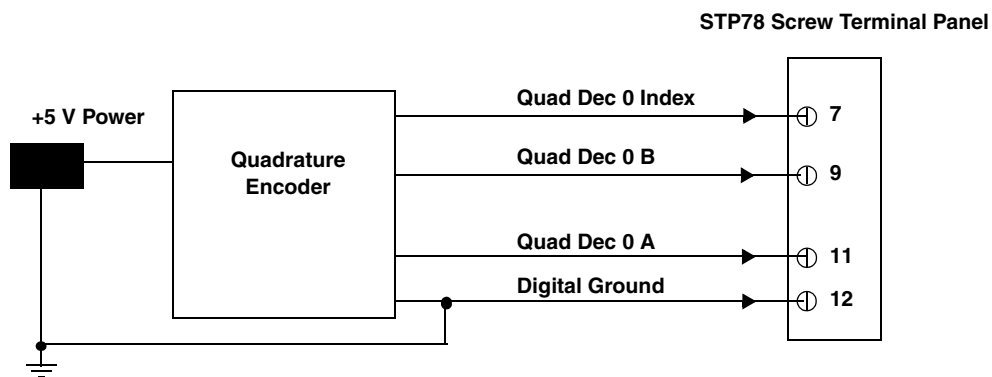 STP78 Screw Terminal Panel
+5 V Power
Quadrature
Encoder
Quad Dec 0 Index
7
Quad Dec 0 B
9
Quad Dec 0 A
11
Digital Ground
12